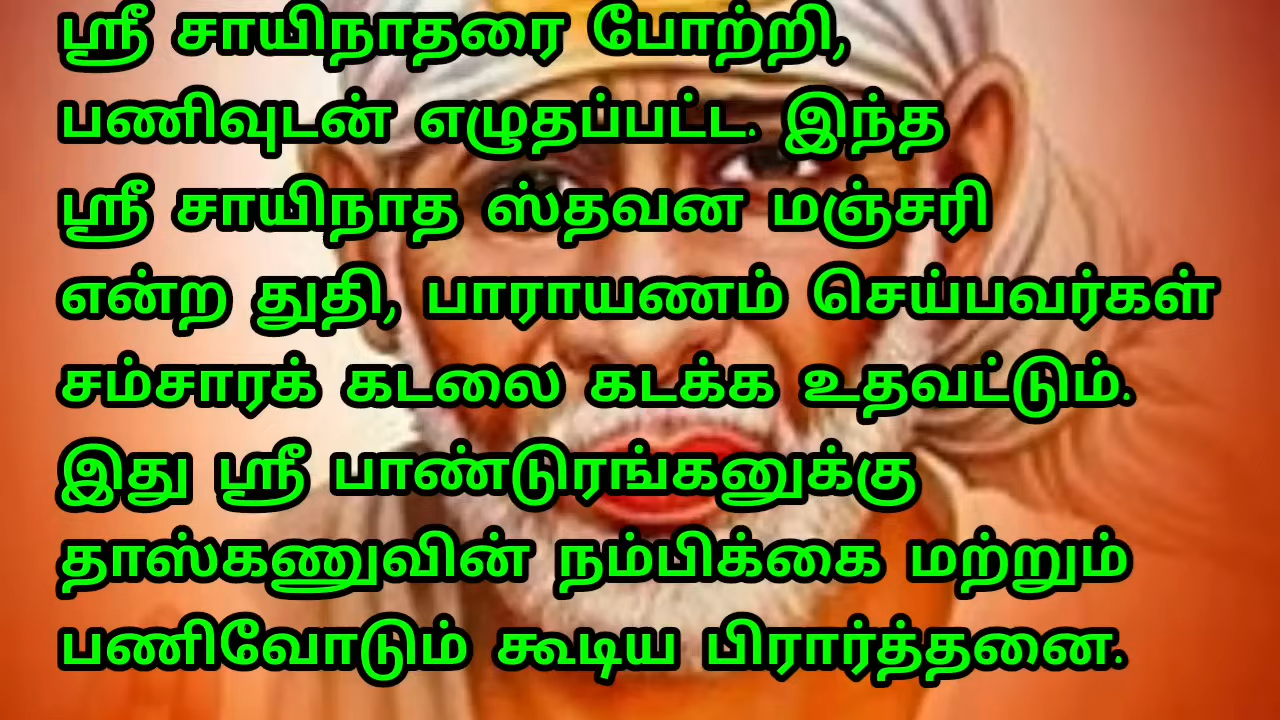 ஸ்ரீ சாயிநாதரை போற்றி,
பணிவுடன் எழுதப்பட்ட. இந்த
ஸ்ரீ சாயிநாத ஸ்தவன மஞ்சரி
என்ற துதி, பாராயணம் செய்பவர்கள்
சம்சாரக் கடலை கடக்க உதவட்டும்.
இது ஸ்ரீ பாண்டுரங்கனுக்கு
தாஸ்கணுவின் நம்பிக்கை மற்றும்
பணிவோடும் கூடிய பிரார்த்தனை.